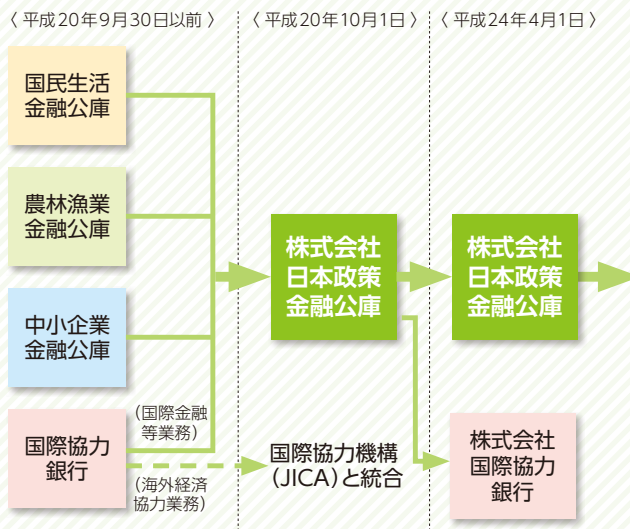 〈 平成20年9月30日以前 〉
〈 平成20年10月1日 〉
〈 平成24年4月1日 〉
国民生活
金融公庫
農林漁業
金融公庫
中小企業
金融公庫
国際協力
銀行
（国際金融
等業務）
（海外経済
協力業務）
株式会社
日本政策
金融公庫
国際協力機構
（JICA）と統合
株式会社
日本政策
金融公庫
株式会社
国際協力
銀行